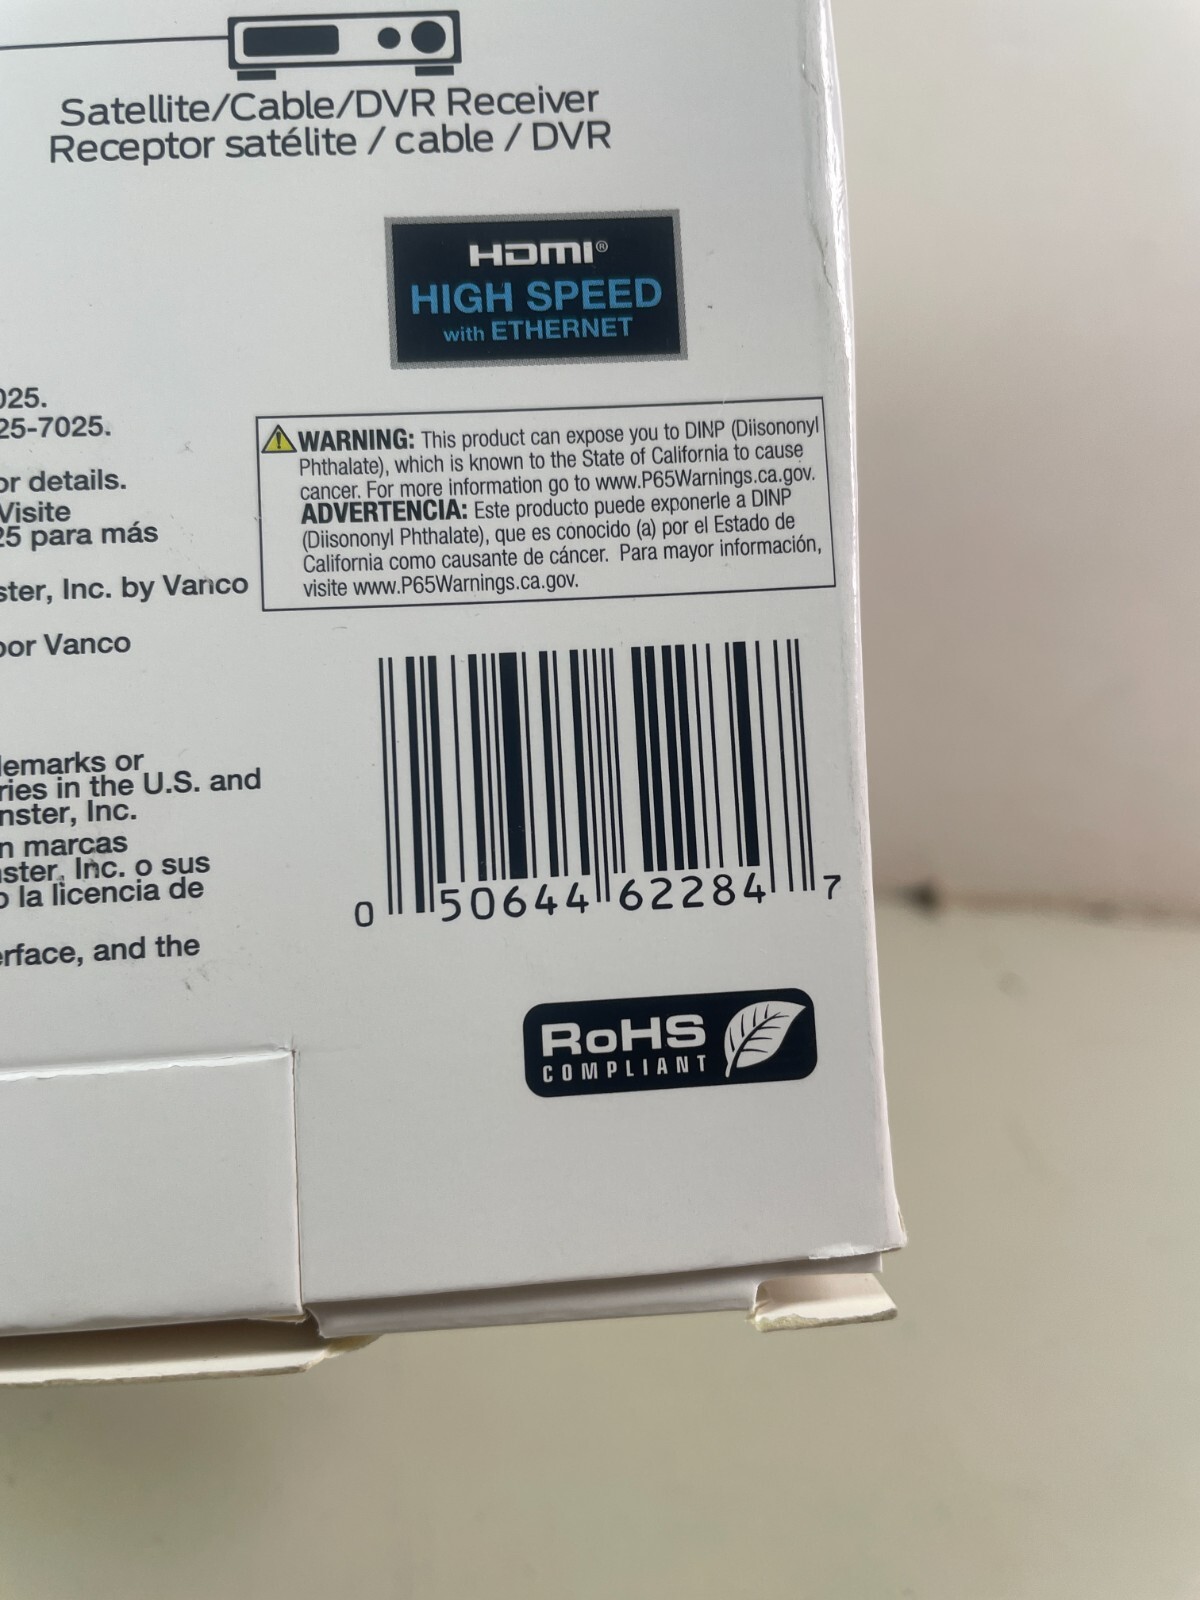 Satellite/Cable/DVR Receiver
Receptor satélite / cable / DVR
HDMI®
HIGH SPEED
with ETHERNET
025.
25-7025.
or details.
Visite
25 para más
ster, Inc. by Vanco
por Vanco
WARNING: This product can expose you to DINP (Diisononyl
Phthalate), which is known to the State of California to cause
cancer. For more information go to www.P65Warnings.ca.gov.
ADVERTENCIA: Este producto puede exponerle a DINP
(Diisononyl Phthalate), que es conocido (a) por el Estado de
California como causante de cáncer. Para mayor información,
visite www.P65Warnings.ca.gov.
demarks or
ries in the U.S. and
nster, Inc.
n marcas
ster, Inc. o sus
o la licencia de
erface, and the
0 50644 62284 7
RoHS
COMPLIANT